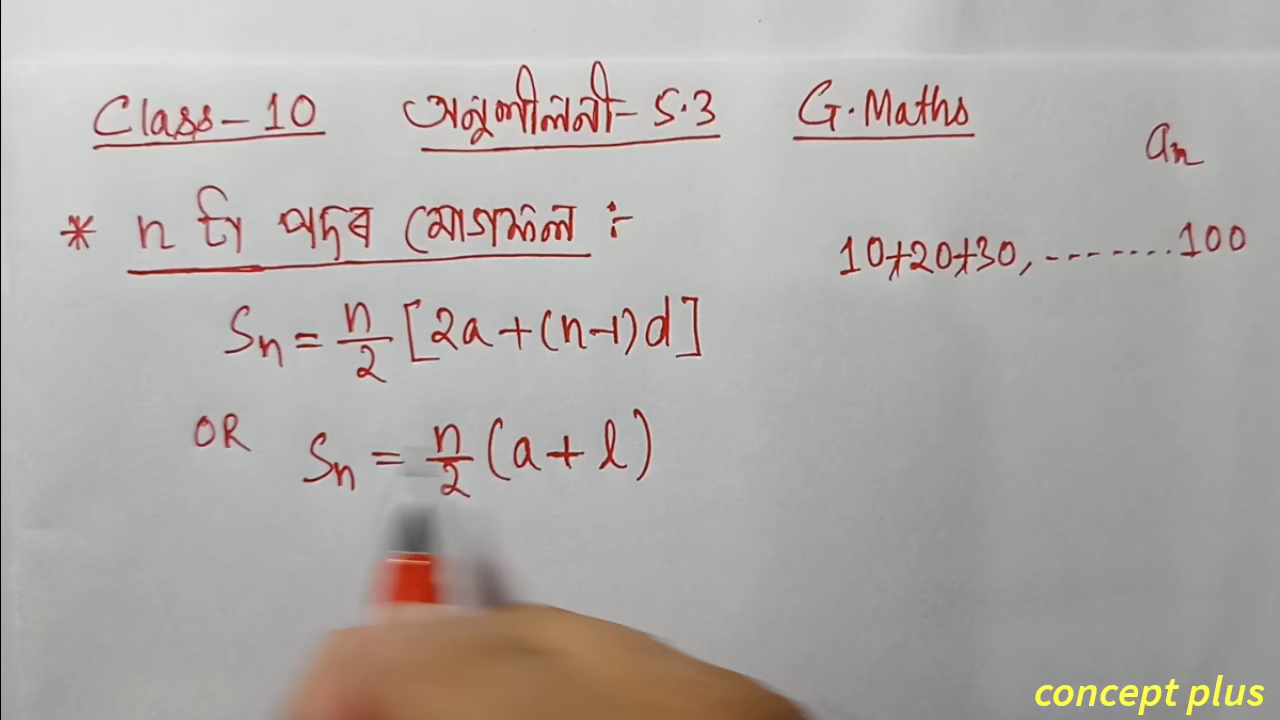 Class-10 অনুশীলনী-5.3 G.Maths
aₙ
* n টা পদৰ যোগফল :-
10+20+30, - - - - - - - - 100
Sₙ = n/2 [2a+(n-1)d]
OR Sₙ = n/2 (a+l)
concept plus